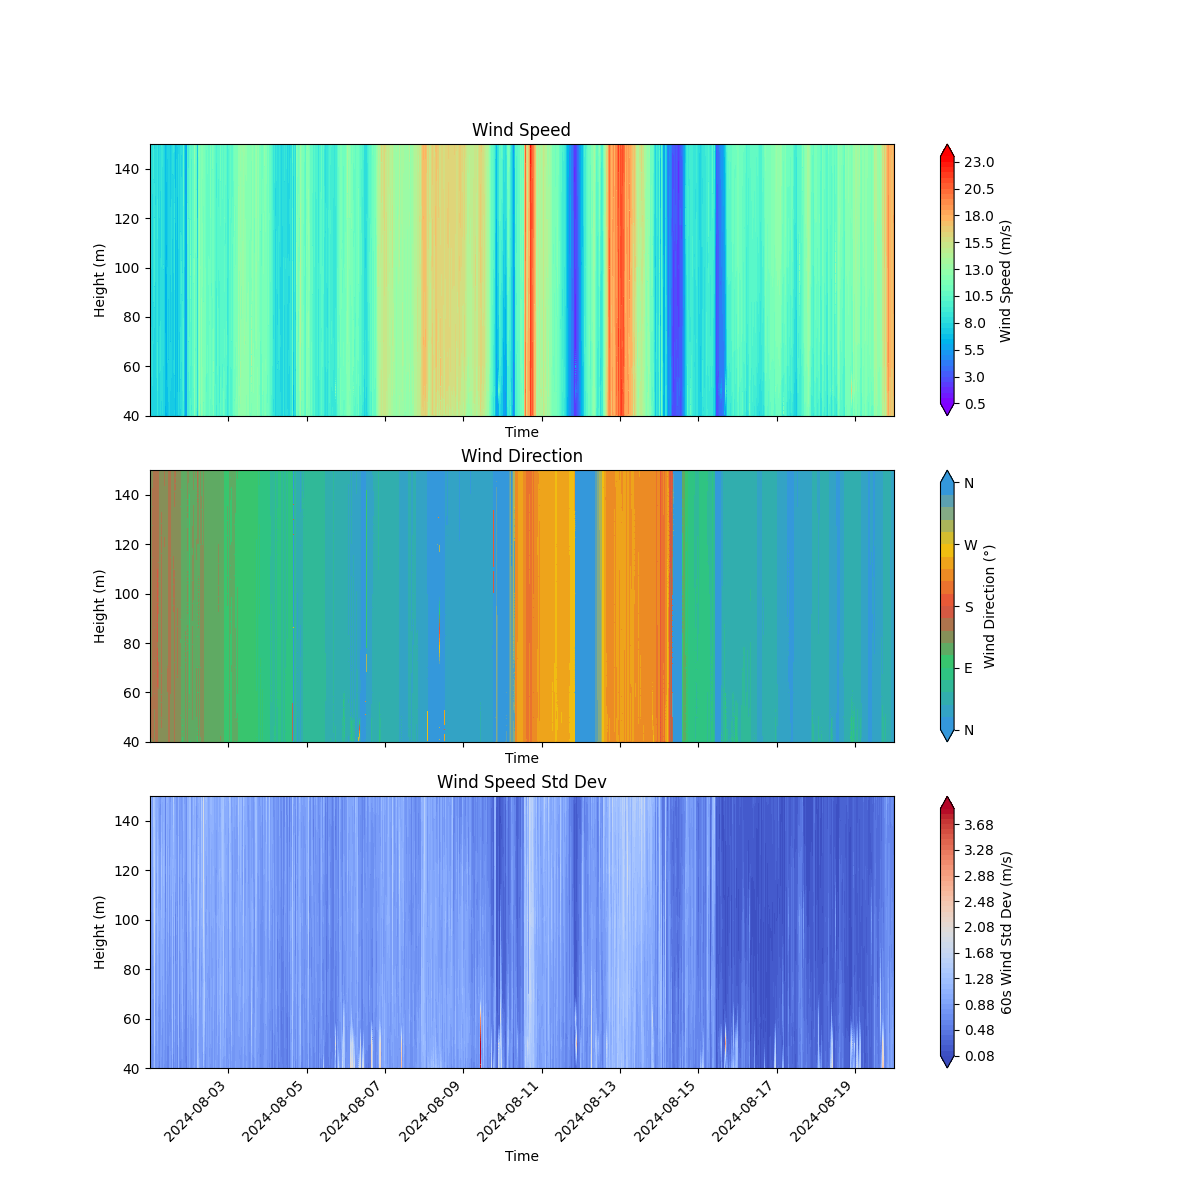 Wind Speed
140
120
100
80
60
40
Height (m)
Time
23.0
20.5
18.0
15.5
13.0
10.5
8.0
5.5
3.0
0.5
Wind Speed (m/s)
Wind Direction
140
120
100
80
60
40
Height (m)
Time
N
W
S
E
N
Wind Direction (°)
Wind Speed Std Dev
140
120
100
80
60
40
Height (m)
2024-08-03
2024-08-05
2024-08-07
2024-08-09
2024-08-11
2024-08-13
2024-08-15
2024-08-17
2024-08-19
Time
3.68
3.28
2.88
2.48
2.08
1.68
1.28
0.88
0.48
0.08
60s Wind Std Dev (m/s)